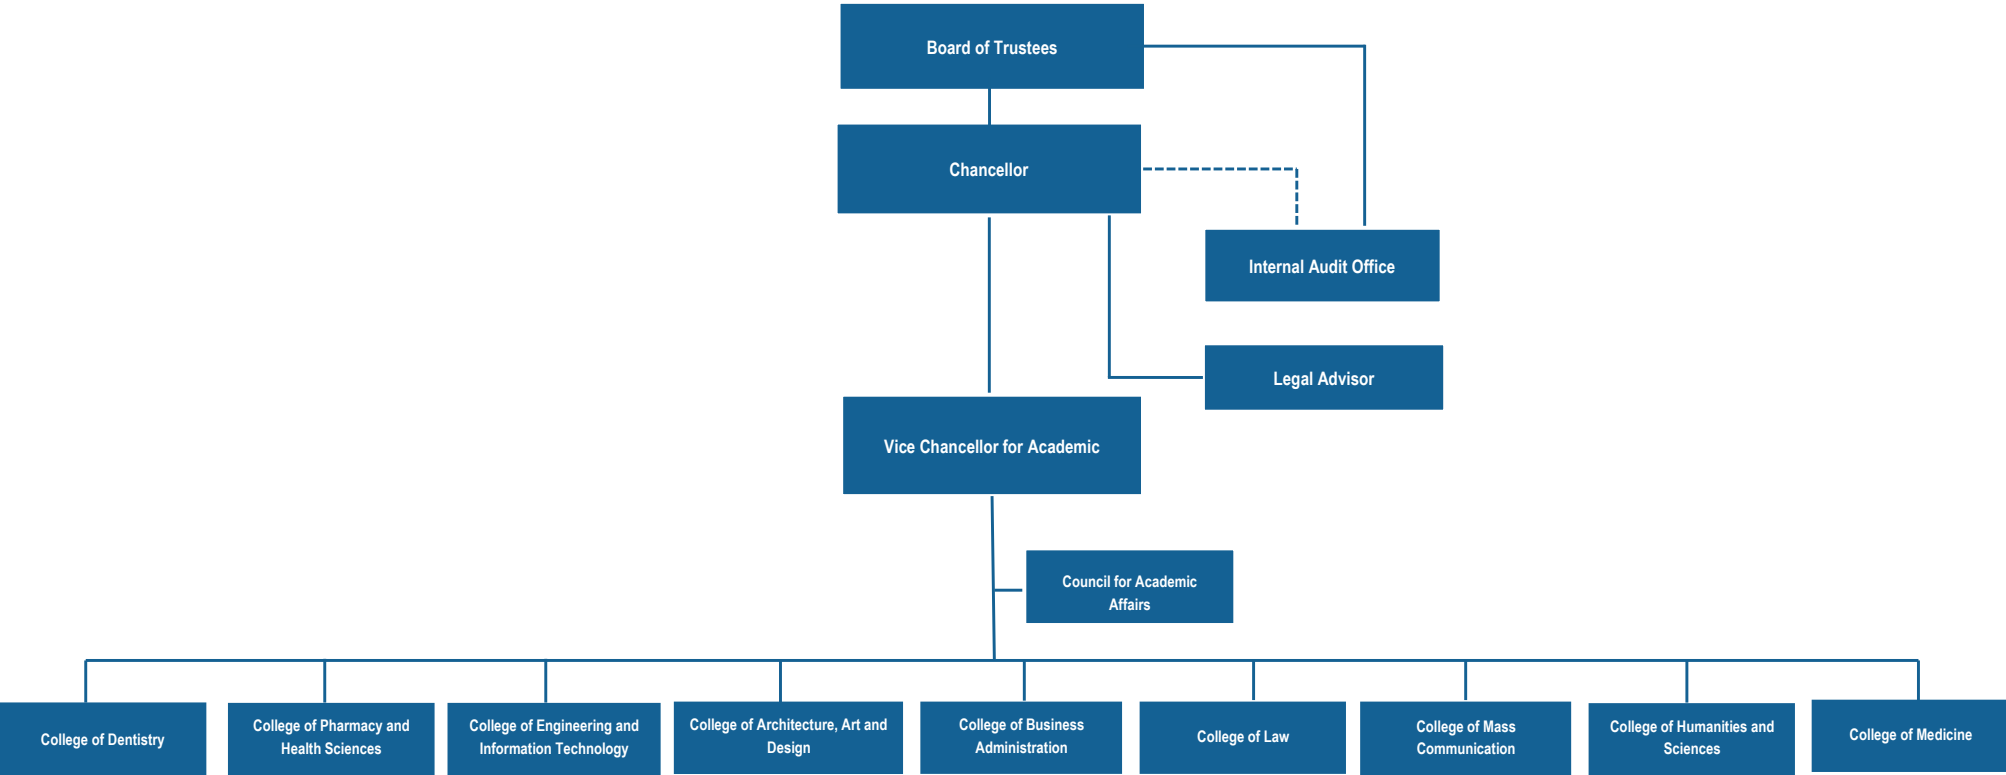 Board of Trustees
Chancellor
Internal Audit Office
Legal Advisor
Vice Chancellor for Academic
Council for Academic
Affairs
College of Dentistry
College of Pharmacy and
Health Sciences
College of Engineering and
Information Technology
College of Architecture, Art and
Design
College of Business
Administration
College of Law
College of Mass
Communication
College of Humanities and
Sciences
College of Medicine